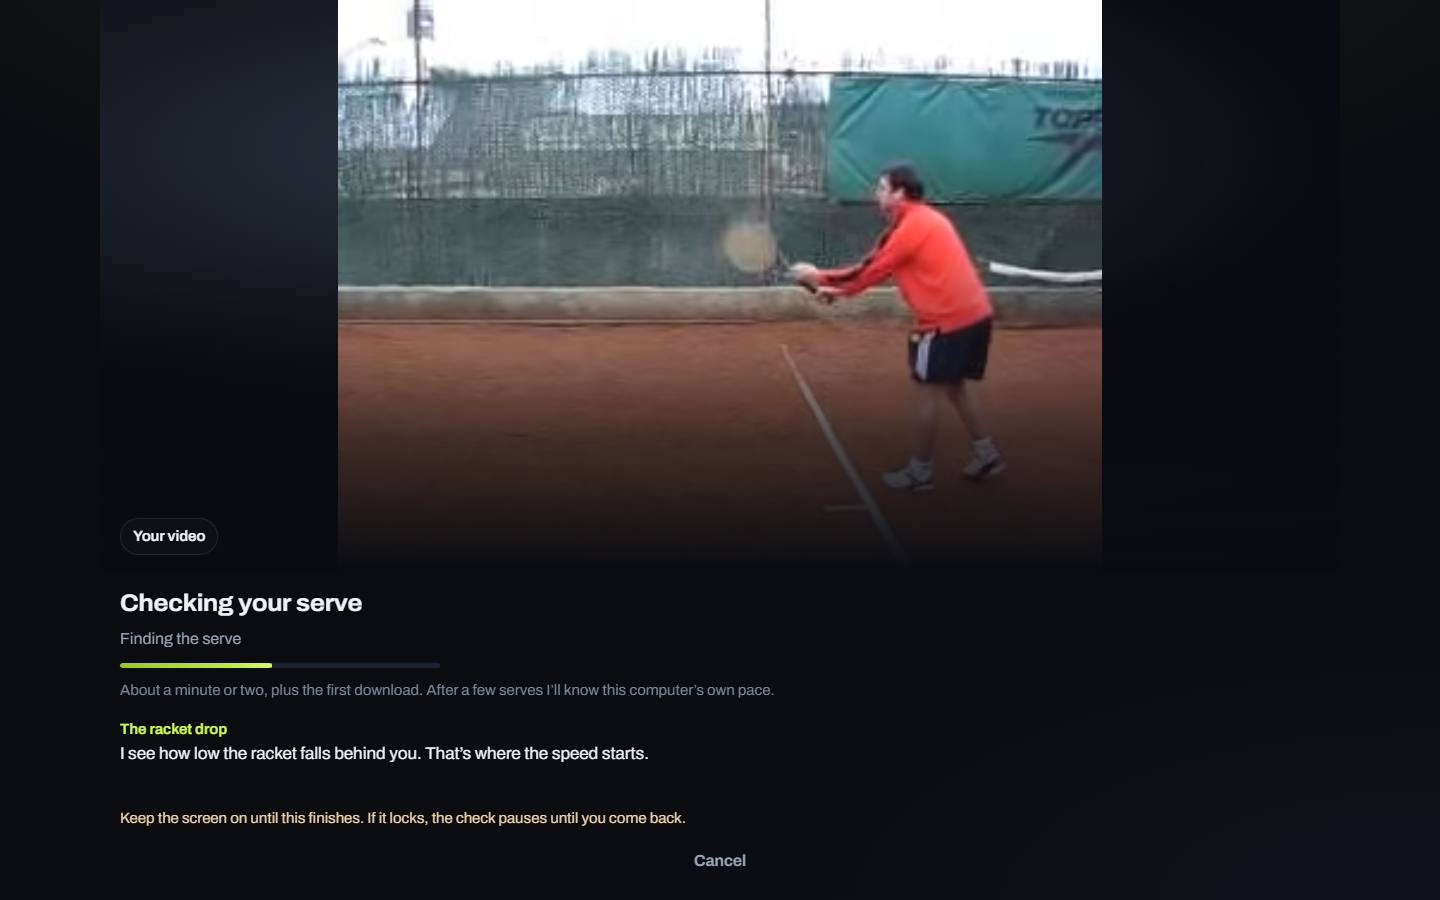 TOP
Your video
Checking your serve
Finding the serve
About a minute or two, plus the first download. After a few serves I’ll know this computer’s own pace.
The racket drop
I see how low the racket falls behind you. That’s where the speed starts.
Keep the screen on until this finishes. If it locks, the check pauses until you come back.
Cancel